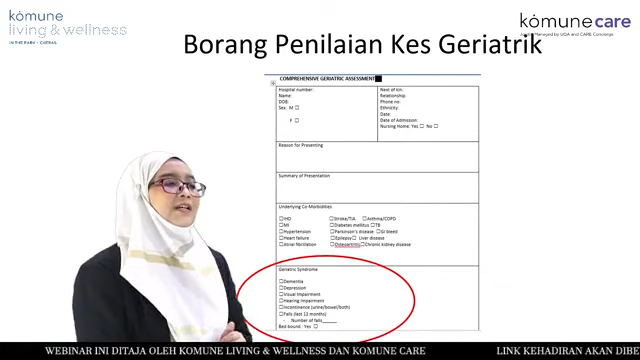 kömune
living & wellness
IN THE PARK - CHERAS
kömunecare
Borang Penilaian Kes Geriatrik
COMPREHENSIVE GERIATRIC ASSESSMENT
Hospital number:
Name:
DOB:
Sex M ☐
F ☐
Next of kin:
Relationship:
Phone no:
Ethnicity:
Date:
Date of Admission:
Nursing Home: Yes ☐ No ☐
Reason for Presenting
Summary of Presentation
Underlying Co-Morbidities
☐IHD ☐Stroke/TIA ☐Asthma/COPD
☐MI ☐Diabetes mellitus ☐TB
☐Hypertension ☐Parkinson's disease ☐GI bleed
☐Heart failure ☐Epilepsy☐ Liver disease
☐Atrial fibrillation ☐Osteoartritis☐Chronic kidney disease
Geriatric Syndrome
☐Dementia
☐Depression
☐Visual Impairment
☐Hearing Impairment
☐Incontinence (urine/bowel/both)
☐Falls (last 12 months)
- Number of falls______
Bed bound : Yes ☐
WEBINAR INI DITAJA OLEH KOMUNE LIVING & WELLNESS DAN KOMUNE CARE
LINK KEHADIRAN AKAN DIBE